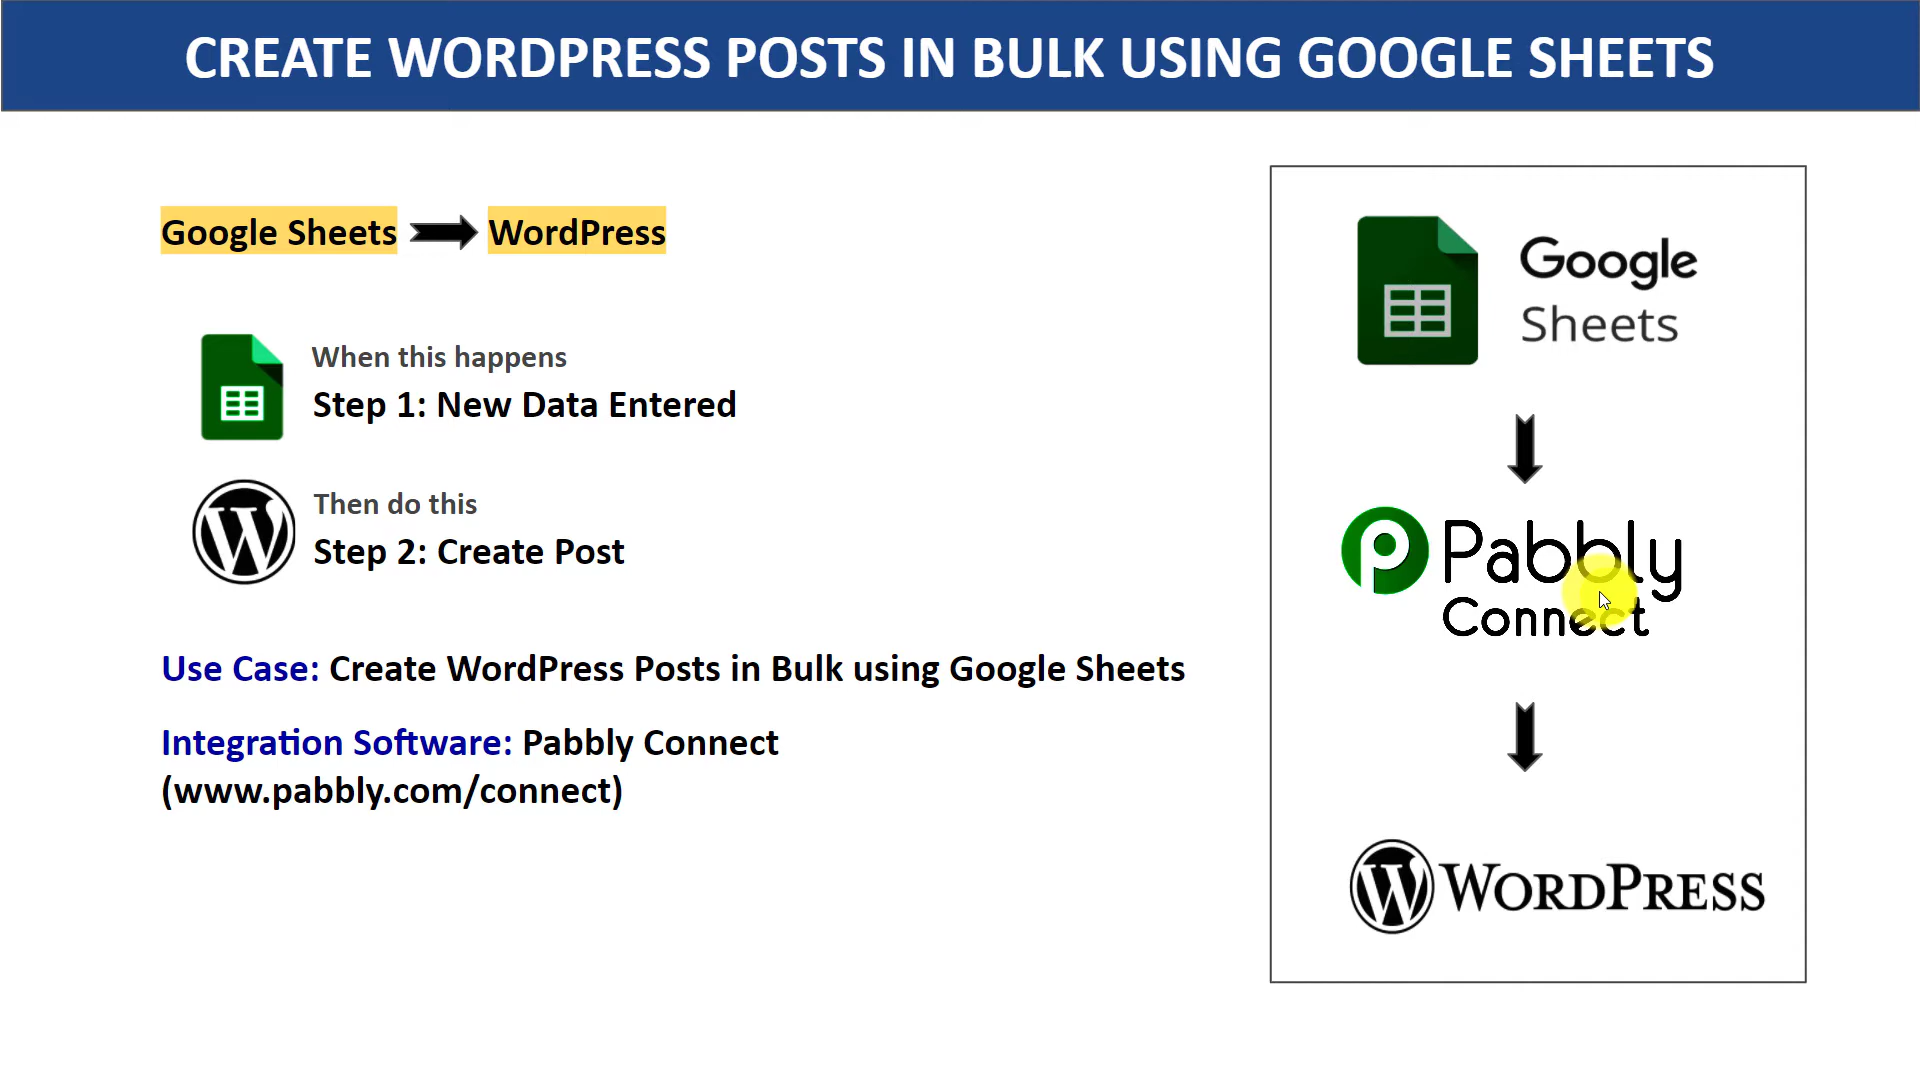 CREATE WORDPRESS POSTS IN BULK USING GOOGLE SHEETS
Google Sheets WordPress
When this happens
Step 1: New Data Entered
Then do this
Step 2: Create Post
Use Case: Create WordPress Posts in Bulk using Google Sheets
Integration Software: Pabbly Connect
(www.pabbly.com/connect)
Google
Sheets
Pabbly
Connect
WORDPRESS